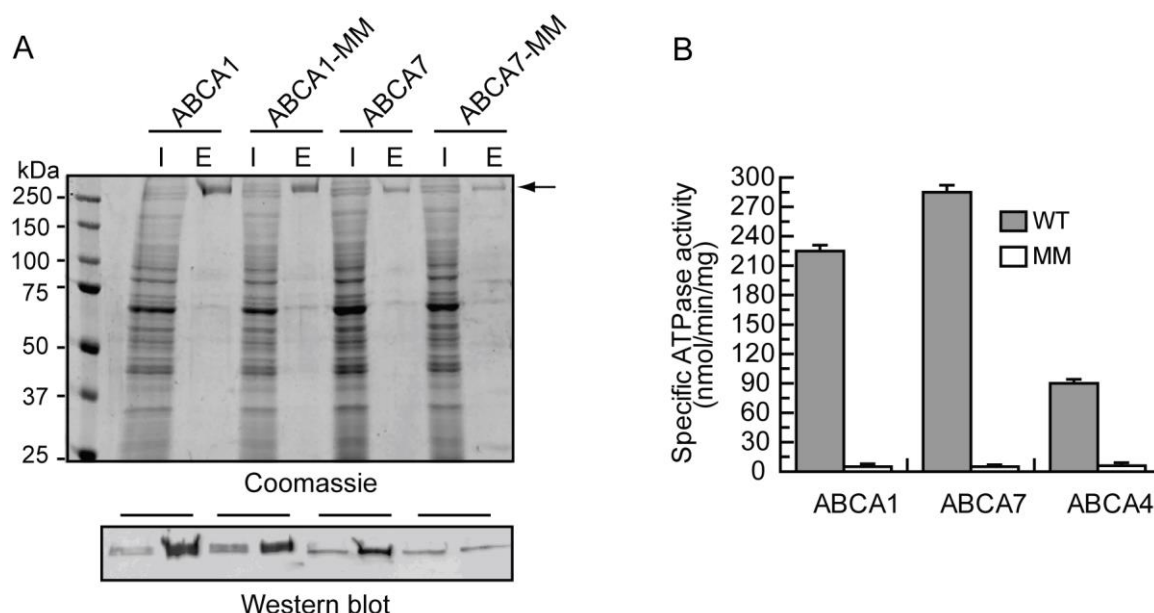 A
ABCA1
ABCA1-MM
ABCA7
ABCA7-MM
I E I E I E I E
kDa
250
150
100
75
50
37
25
Coomassie
Western blot
B
Specific ATPase activity
(nmol/min/mg)
300
270
240
210
180
150
120
90
60
30
0
WT
MM
ABCA1 ABCA7 ABCA4